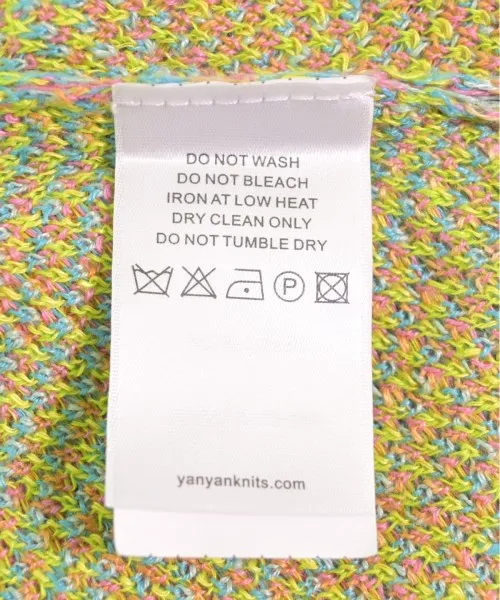 DO NOT WASH
DO NOT BLEACH
IRON AT LOW HEAT
DRY CLEAN ONLY
DO NOT TUMBLE DRY
P
yanyanknits.com